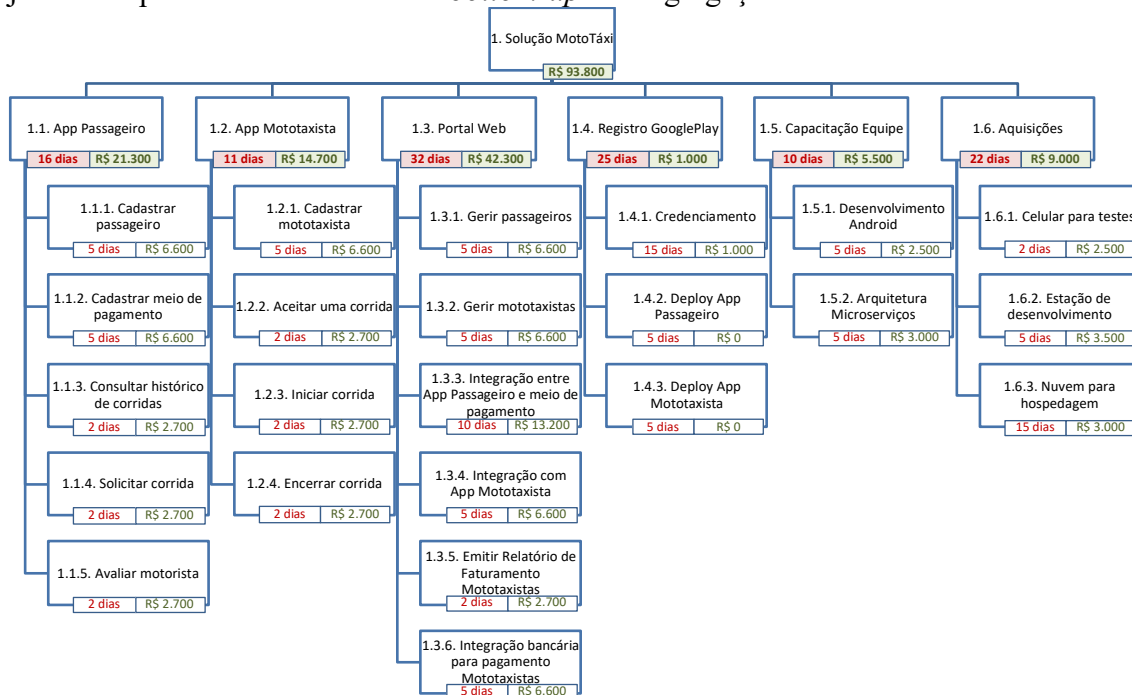 1. Solução MotoTáxi
R$ 93.800
1.1. App Passageiro
16 dias R$ 21.300
1.2. App Mototaxista
11 dias R$ 14.700
1.3. Portal Web
32 dias R$ 42.300
1.4. Registro GooglePlay
25 dias R$ 1.000
1.5. Capacitação Equipe
10 dias R$ 5.500
1.6. Aquisições
22 dias R$ 9.000
1.1.1. Cadastrar
passageiro
5 dias R$ 6.600
1.1.2. Cadastrar meio de
pagamento
5 dias R$ 6.600
1.1.3. Consultar histórico
de corridas
2 dias R$ 2.700
1.1.4. Solicitar corrida
2 dias R$ 2.700
1.1.5. Avaliar motorista
2 dias R$ 2.700
1.2.1. Cadastrar
mototaxista
5 dias R$ 6.600
1.2.2. Aceitar uma corrida
2 dias R$ 2.700
1.2.3. Iniciar corrida
2 dias R$ 2.700
1.2.4. Encerrar corrida
2 dias R$ 2.700
1.3.1. Gerir passageiros
5 dias R$ 6.600
1.3.2. Gerir mototaxistas
5 dias R$ 6.600
1.3.3. Integração entre
App Passageiro e meio de
pagamento
10 dias R$ 13.200
1.3.4. Integração com
App Mototaxista
5 dias R$ 6.600
1.3.5. Emitir Relatório de
Faturamento
Mototaxistas
2 dias R$ 2.700
1.3.6. Integração bancária
para pagamento
Mototaxistas
5 dias R$ 6.600
1.4.1. Credenciamento
15 dias R$ 1.000
1.4.2. Deploy App
Passageiro
5 dias R$ 0
1.4.3. Deploy App
Mototaxista
5 dias R$ 0
1.5.1. Desenvolvimento
Android
5 dias R$ 2.500
1.5.2. Arquitetura
Microserviços
5 dias R$ 3.000
1.6.1. Celular para testes
2 dias R$ 2.500
1.6.2. Estação de
desenvolvimento
5 dias R$ 3.500
1.6.3. Nuvem para
hospedagem
15 dias R$ 3.000